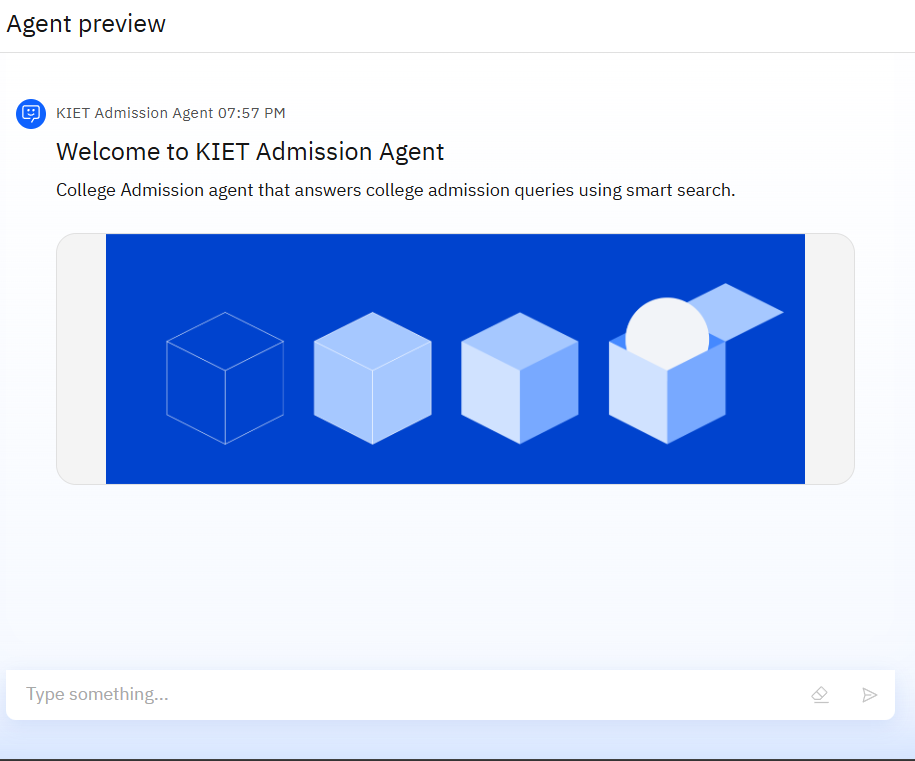 Agent preview
KIET Admission Agent 07:57 PM
Welcome to KIET Admission Agent
College Admission agent that answers college admission queries using smart search.
Type something...